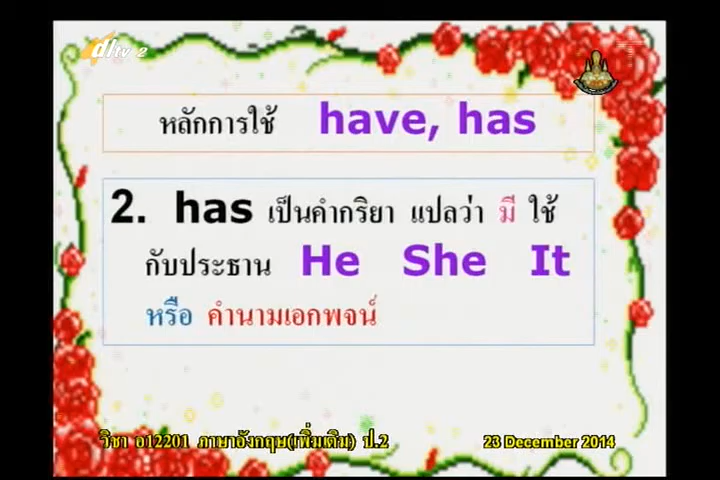 dltv 2
หลักการใช้ have, has
2. has เป็นคำกริยา แปลว่า มี ใช้
กับประธาน He She It
หรือ คำนามเอกพจน์
วิชา อ12201 ภาษาอังกฤษ(เพิ่มเติม) ป.2 23 December 2014